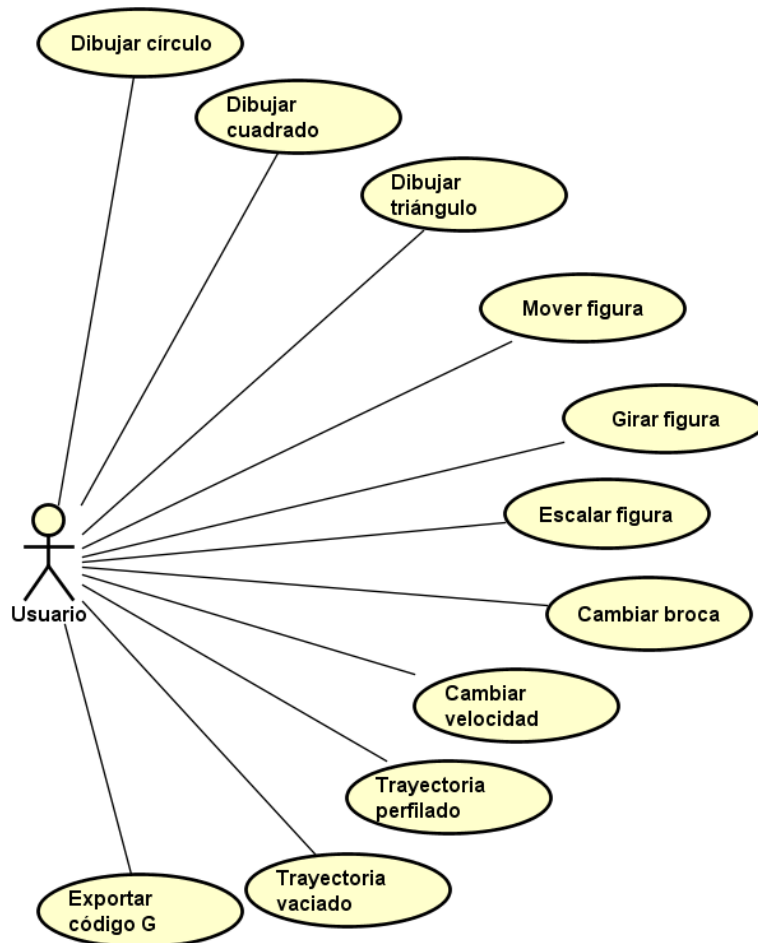 Dibujar círculo
Dibujar
cuadrado
Dibujar
triángulo
Mover figura
Girar figura
Escalar figura
Usuario
Cambiar broca
Cambiar
velocidad
Trayectoria
perfilado
Trayectoria
vaciado
Exportar
código G